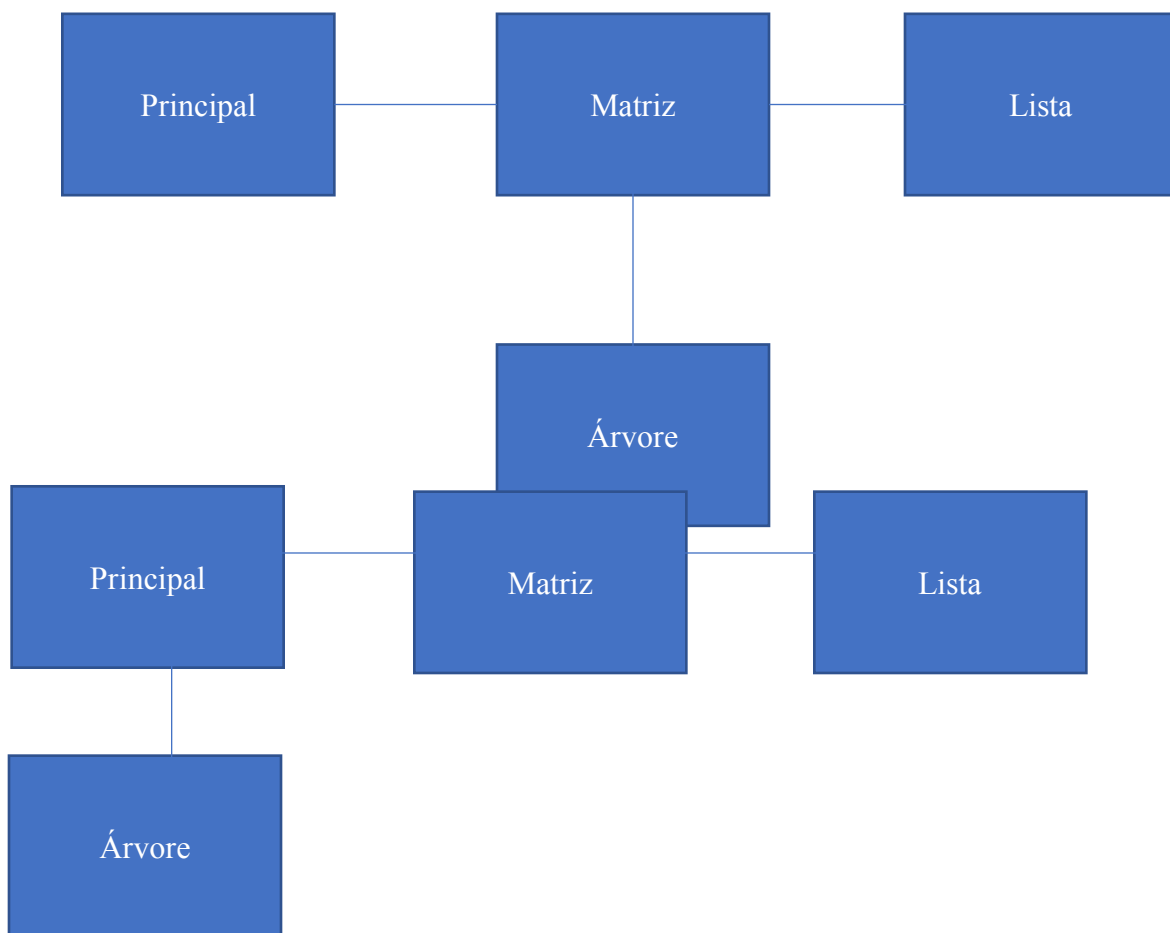 Principal
Matriz
Lista
Árvore
Principal
Matriz
Lista
Árvore